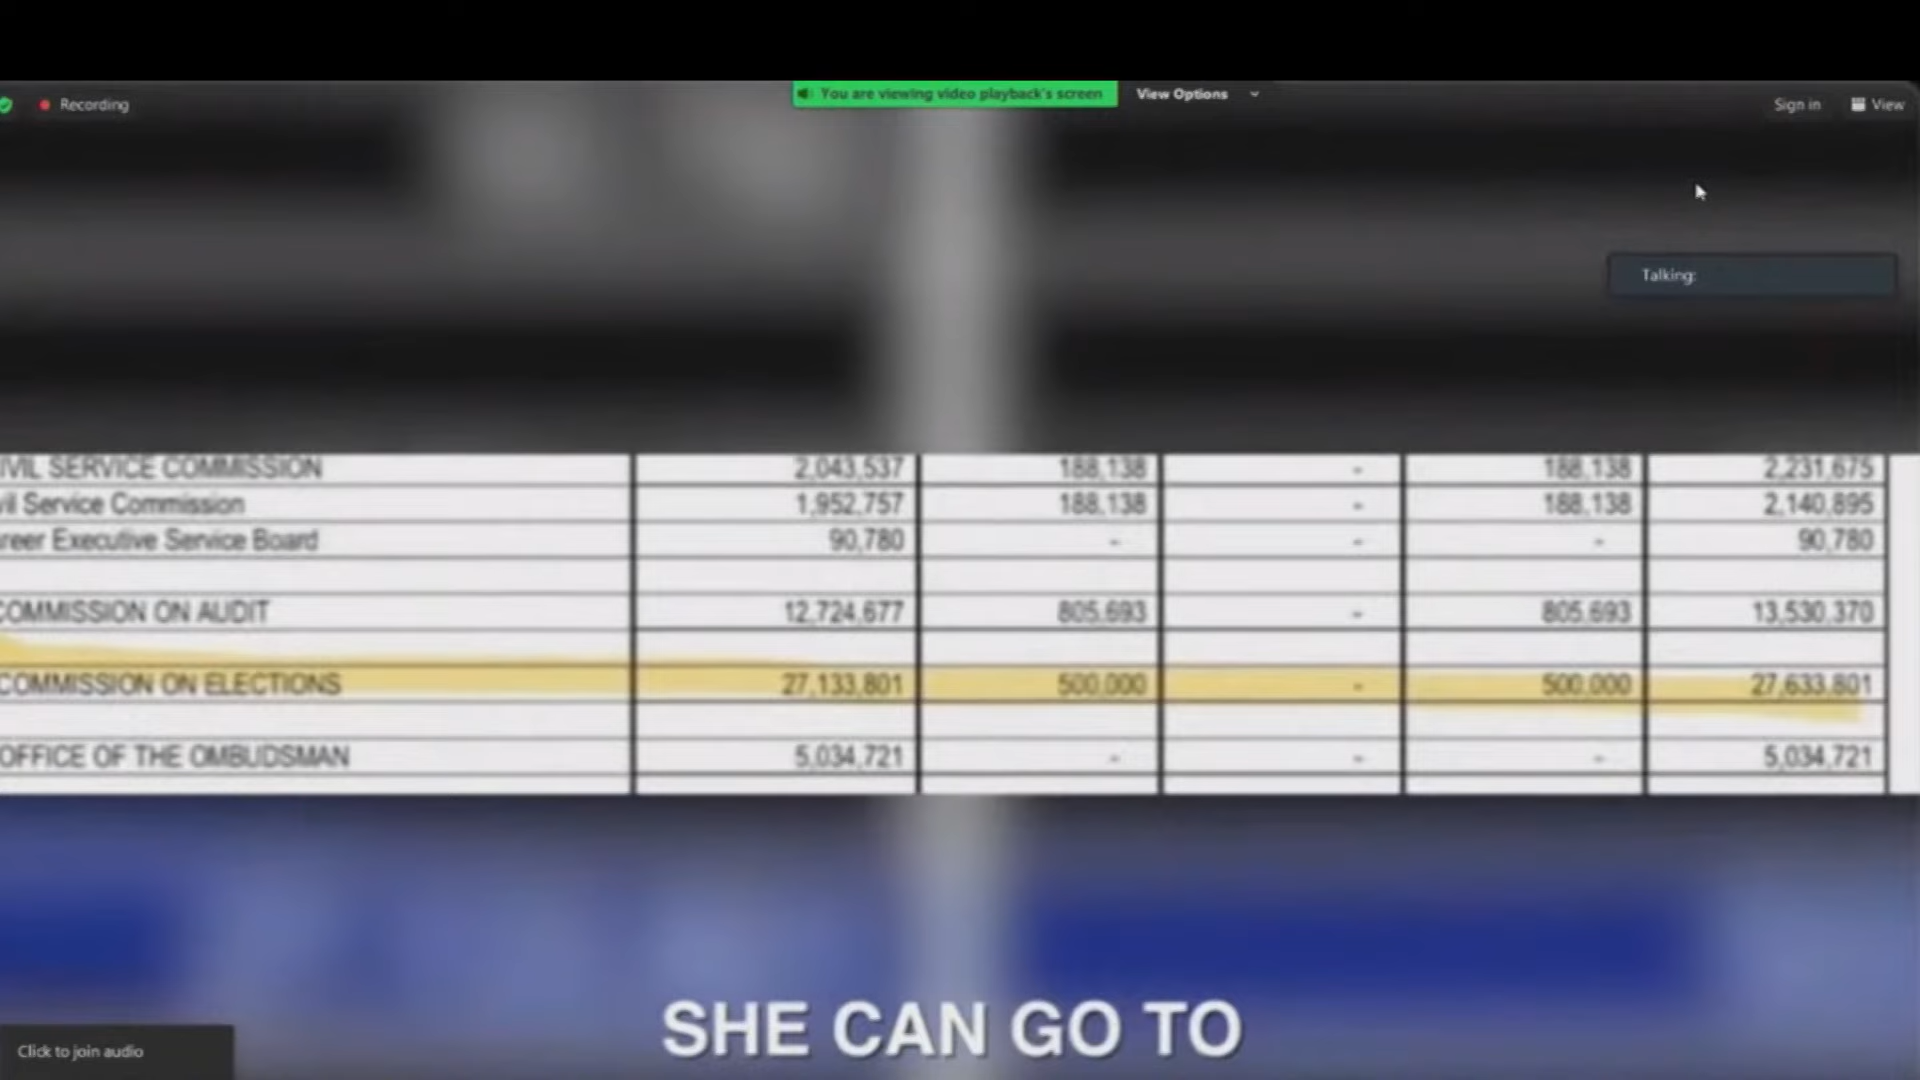 Recording
You are viewing video playback's screen
View Options
Sign in
View
Talking:
IVIL SERVICE COMMISSION 2,043,537 188,138 - 188,138 2,231,675
vil Service Commission 1,952,757 188,138 - 188,138 2,140,895
reer Executive Service Board 90,780 - - - 90,780
COMMISSION ON AUDIT 12,724,677 805,693 - 805,693 13,530,370
COMMISSION ON ELECTIONS 27,133,801 500,000 - 500,000 27,633,801
OFFICE OF THE OMBUDSMAN 5,034,721 - - - 5,034,721
SHE CAN GO TO
Click to join audio